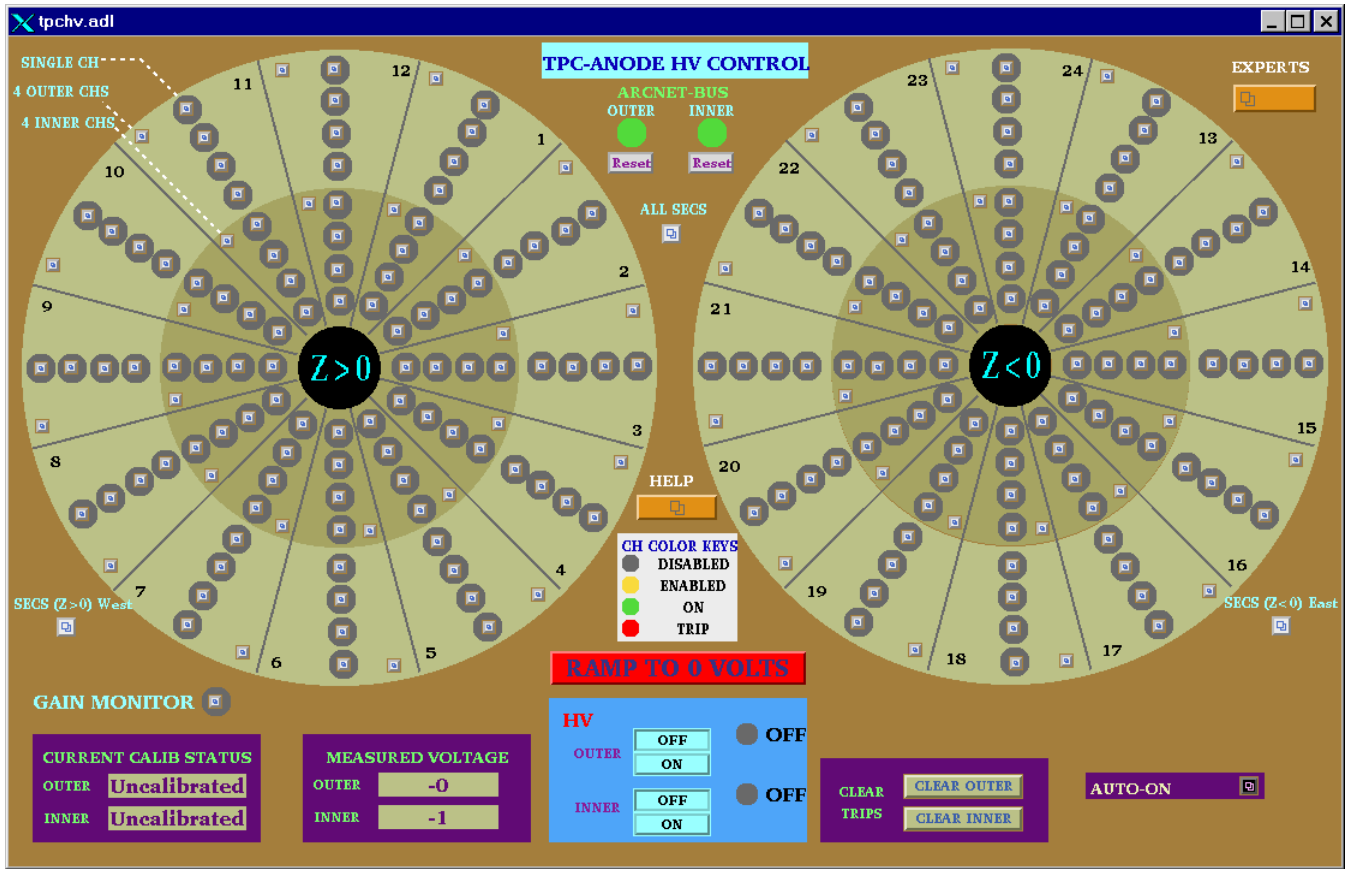 tpchv.adl
TPC-ANODE HV CONTROL
ARCNET-BUS
OUTER INNER
Reset Reset
ALL SECS
EXPERTS
SINGLE CH
4 OUTER CHS
4 INNER CHS
11
12
1
10
2
9
3
8
4
7
6
5
Z>0
23
24
13
22
14
21
15
20
16
19
18
17
Z<0
HELP
CH COLOR KEYS
DISABLED
ENABLED
ON
TRIP
SECS (Z>0) West
SECS (Z<0) East
RAMP TO 0 VOLTS
GAIN MONITOR
CURRENT CALIB STATUS
OUTER Uncalibrated
INNER Uncalibrated
MEASURED VOLTAGE
OUTER -0
INNER -1
HV
OUTER OFF ON OFF
INNER OFF ON OFF
CLEAR TRIPS
CLEAR OUTER
CLEAR INNER
AUTO-ON